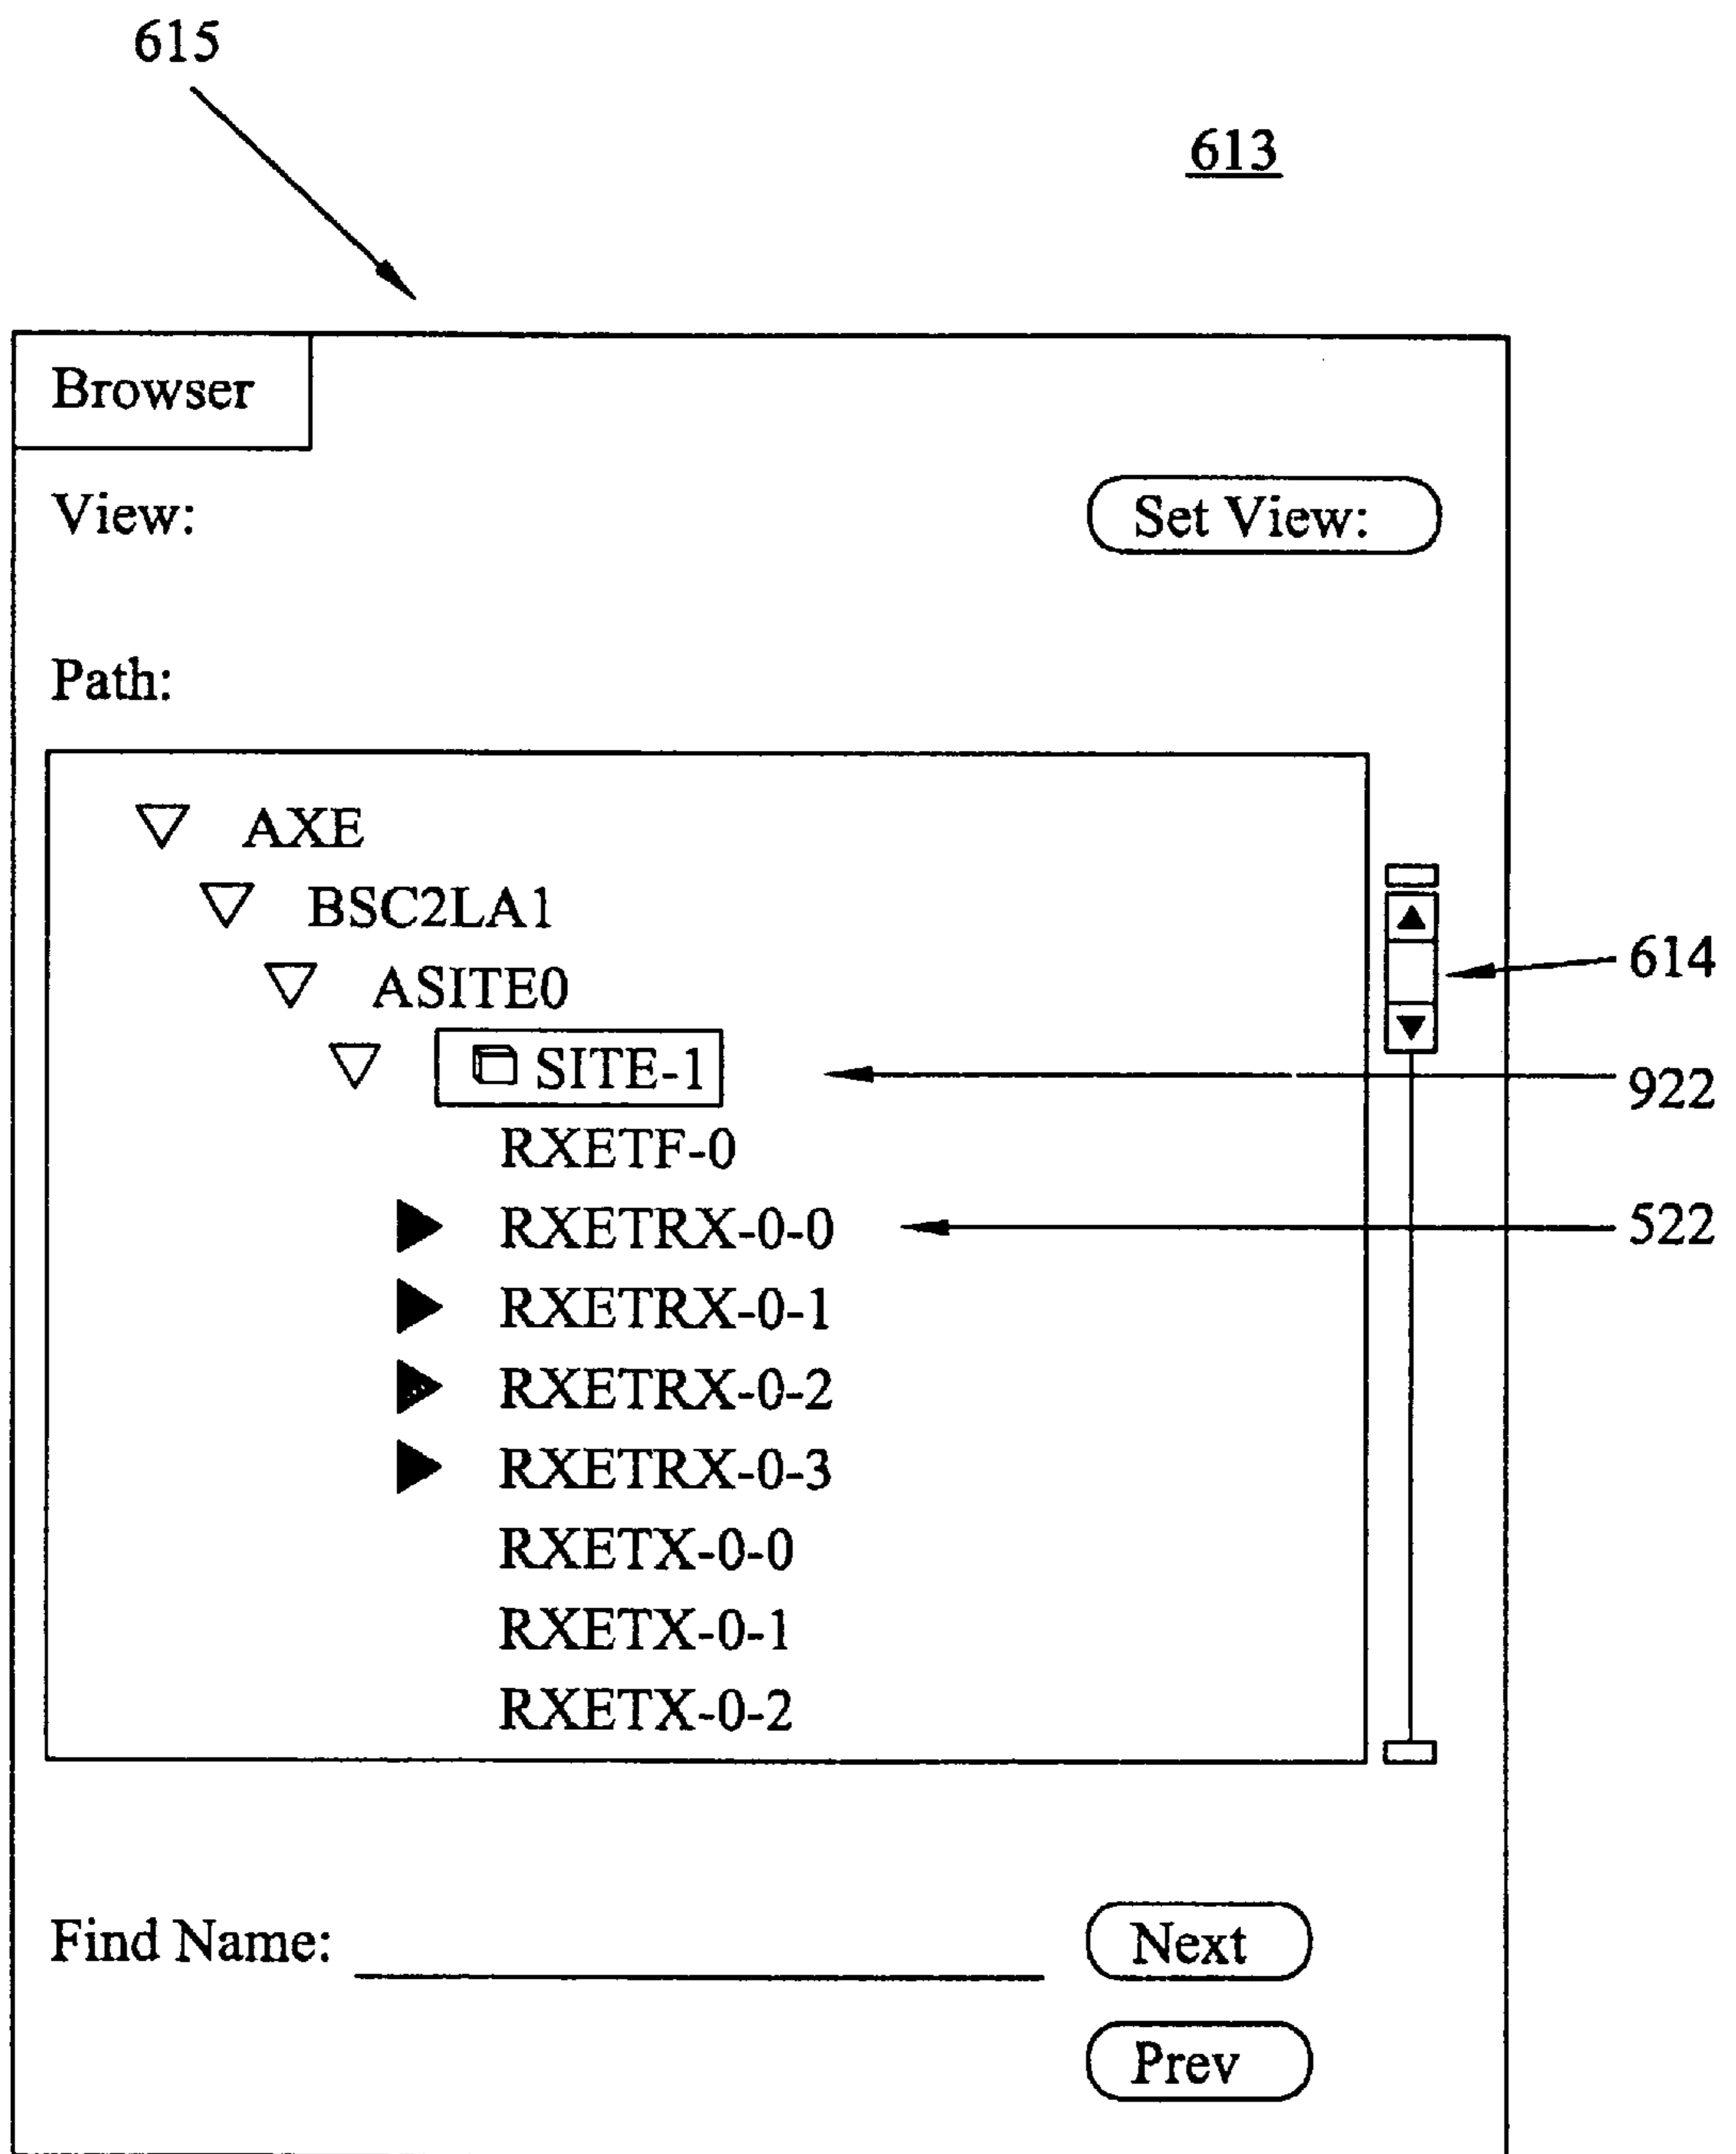 615
613
Browser
View:
Set View:
Path:
AXE
BSC2LA1
ASITE0
614
SITE-1
922
RXETF-0
RXETRX-0-0
522
RXETRX-0-1
RXETRX-0-2
RXETRX-0-3
RXETX-0-0
RXETX-0-1
RXETX-0-2
Find Name:
Next
Prev